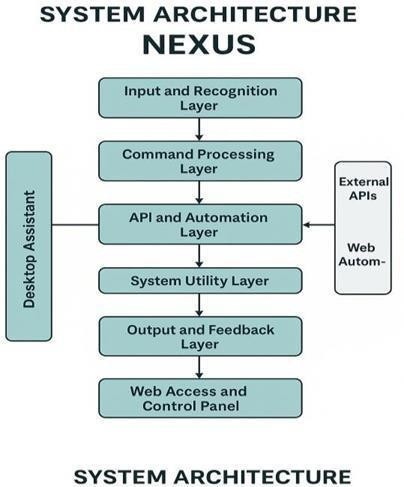 SYSTEM ARCHITECTURE
NEXUS
Input and Recognition
Layer
Command Processing
Layer
Desktop Assistant
API and Automation
Layer
External
APIs
Web
Autom-
System Utility Layer
Output and Feedback
Layer
Web Access and
Control Panel
SYSTEM ARCHITECTURE